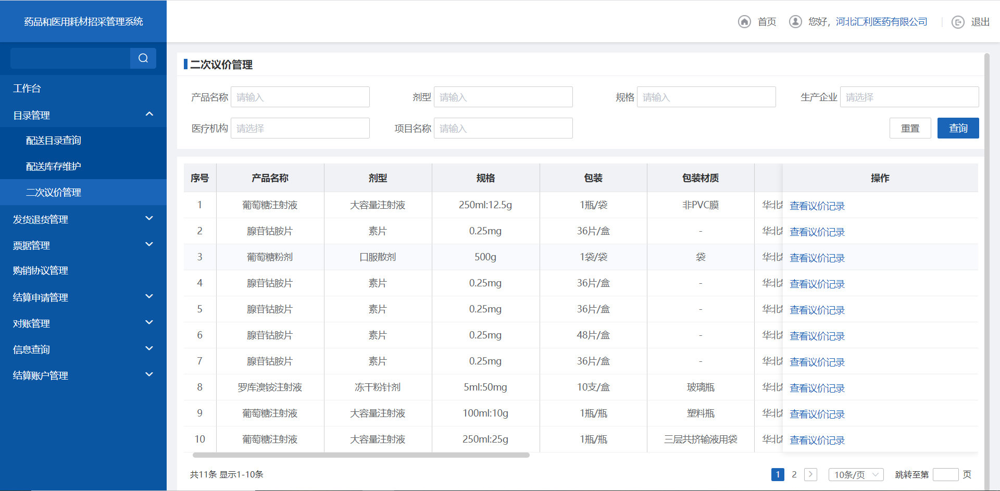 药品和医用耗材招采管理系统
首页 您好，河北汇利医药有限公司 退出
工作台
目录管理
配送目录查询
配送库存维护
二次议价管理
发货退货管理
票据管理
购销协议管理
结算申请管理
对账管理
信息查询
结算账户管理
二次议价管理
产品名称 请输入 剂型 请输入 规格 请输入 生产企业 请选择
医疗机构 请选择 项目名称 请输入 重置 查询
序号 产品名称 剂型 规格 包装 包装材质 操作
1 葡萄糖注射液 大容量注射液 250ml:12.5g 1瓶/袋 非PVC膜 华北 查看议价记录
2 腺苷钴胺片 素片 0.25mg 36片/盒 - 华北 查看议价记录
3 葡萄糖粉剂 口服散剂 500g 1袋/袋 袋 华北 查看议价记录
4 腺苷钴胺片 素片 0.25mg 36片/盒 - 华北 查看议价记录
5 腺苷钴胺片 素片 0.25mg 36片/盒 - 华北 查看议价记录
6 腺苷钴胺片 素片 0.25mg 48片/盒 - 华北 查看议价记录
7 腺苷钴胺片 素片 0.25mg 36片/盒 - 华北 查看议价记录
8 罗库溴铵注射液 冻干粉针剂 5ml:50mg 10支/盒 玻璃瓶 华北 查看议价记录
9 葡萄糖注射液 大容量注射液 100ml:10g 1瓶/瓶 塑料瓶 华北 查看议价记录
10 葡萄糖注射液 大容量注射液 250ml:25g 1瓶/瓶 三层共挤输液用袋 华北 查看议价记录
共11条 显示1-10条 1 2 10条/页 跳转至第 页